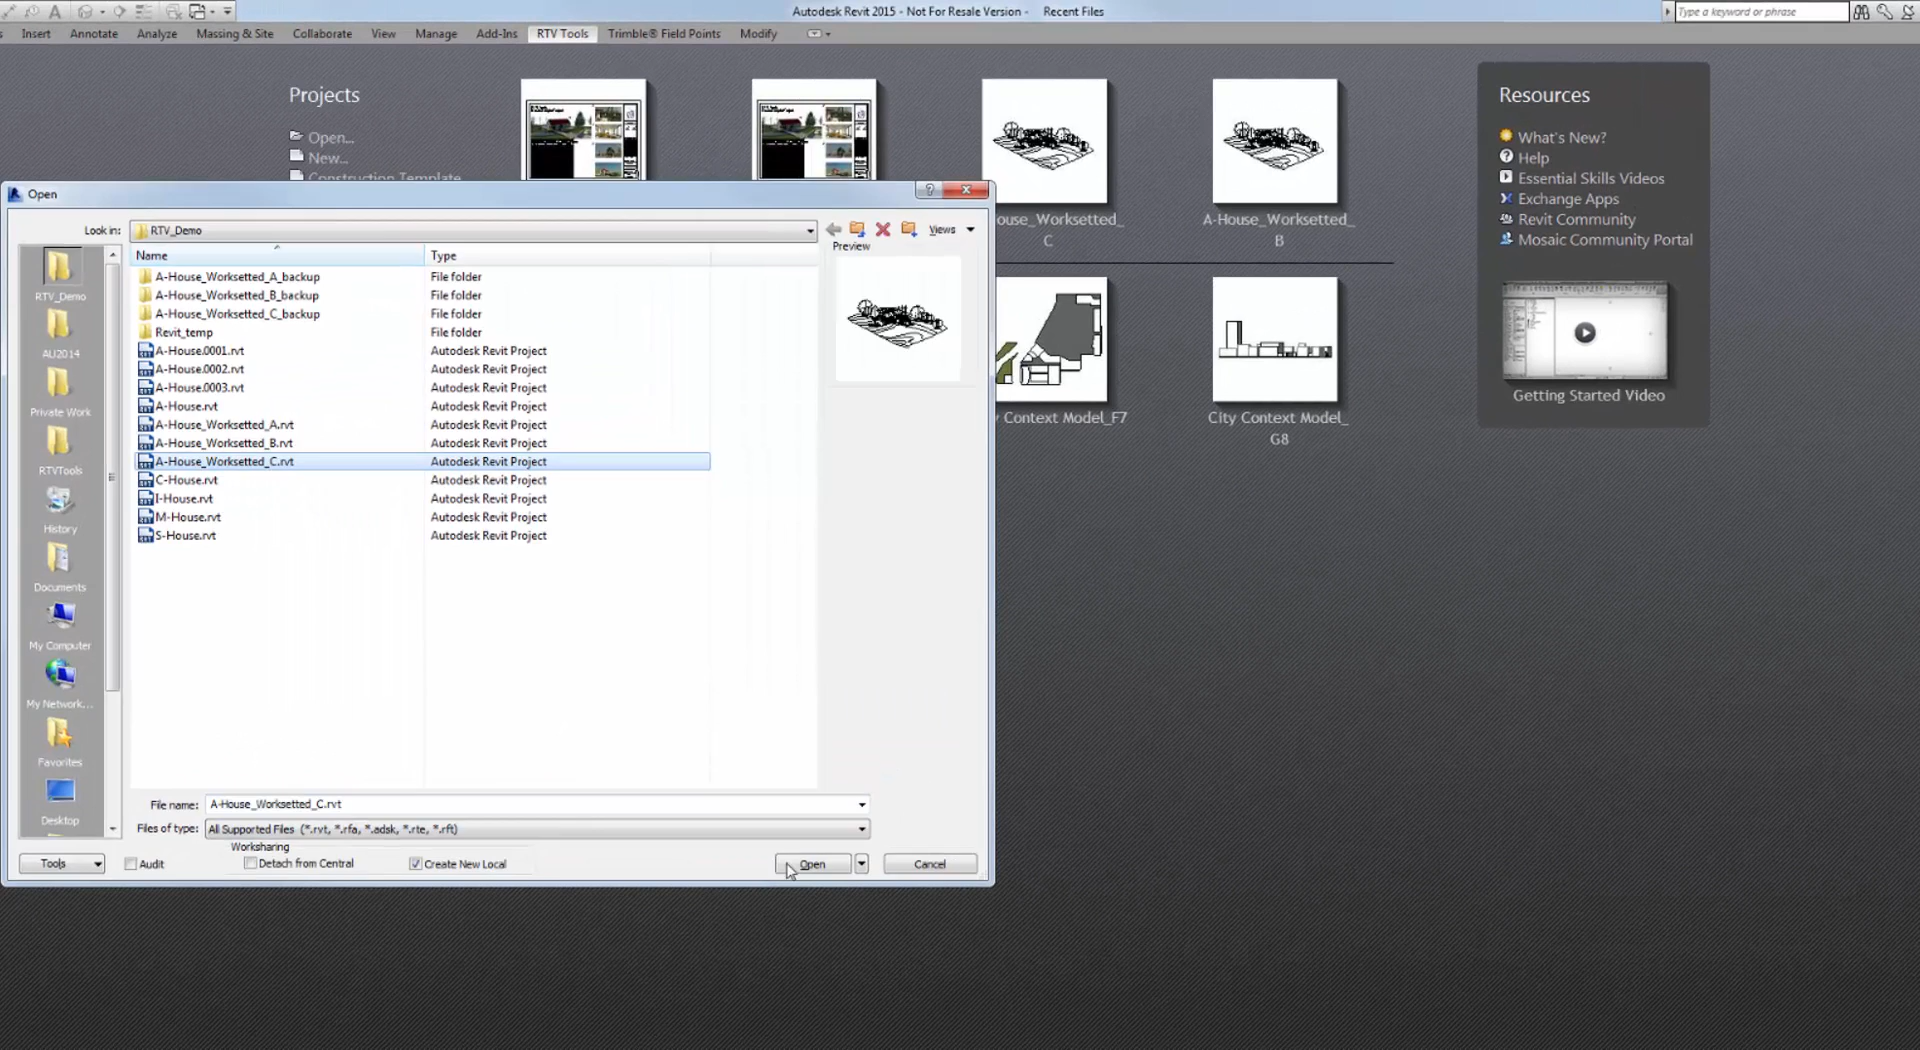 Autodesk Revit 2015 - Not For Resale Version - Recent Files
Type a keyword or phrase
Insert Annotate Analyze Massing & Site Collaborate View Manage Add-Ins RTV Tools Trimble® Field Points Modify
Projects
Open...
New...
Construction Template
Resources
What's New?
Help
Essential Skills Videos
Exchange Apps
Revit Community
Mosaic Community Portal
Getting Started Video
ouse_Worksetted_
C
A-House_Worksetted_
B
Context Model_F7
City Context Model_
G8
Open
Look in: RTV_Demo
Views
Preview
Name Type
A-House_Worksetted_A_backup File folder
A-House_Worksetted_B_backup File folder
A-House_Worksetted_C_backup File folder
Revit_temp File folder
A-House.0001.rvt Autodesk Revit Project
A-House.0002.rvt Autodesk Revit Project
A-House.0003.rvt Autodesk Revit Project
A-House.rvt Autodesk Revit Project
A-House_Worksetted_A.rvt Autodesk Revit Project
A-House_Worksetted_B.rvt Autodesk Revit Project
A-House_Worksetted_C.rvt Autodesk Revit Project
C-House.rvt Autodesk Revit Project
I-House.rvt Autodesk Revit Project
M-House.rvt Autodesk Revit Project
S-House.rvt Autodesk Revit Project
RTV_Demo
AU2014
Private Work
RTVTools
History
Documents
My Computer
My Network...
Favorites
Desktop
File name: A-House_Worksetted_C.rvt
Files of type: All Supported Files (*.rvt, *.rfa, *.adsk, *.rte, *.rft)
Worksharing
Tools Audit Detach from Central Create New Local Open Cancel